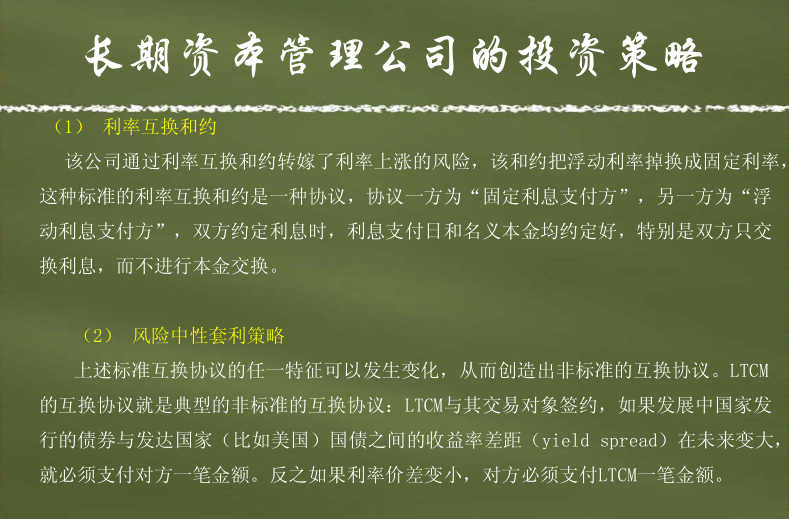 长期资本管理公司的投资策略
（1） 利率互换和约
该公司通过利率互换和约转嫁了利率上涨的风险，该和约把浮动利率掉换成固定利率，
这种标准的利率互换和约是一种协议，协议一方为“固定利息支付方”，另一方为“浮
动利息支付方”，双方约定利息时，利息支付日和名义本金均约定好，特别是双方只交
换利息，而不进行本金交换。
（2） 风险中性套利策略
上述标准互换协议的任一特征可以发生变化，从而创造出非标准的互换协议。LTCM
的互换协议就是典型的非标准的互换协议：LTCM与其交易对象签约，如果发展中国家发
行的债券与发达国家（比如美国）国债之间的收益率差距（yield spread）在未来变大，
就必须支付对方一笔金额。反之如果利率价差变小，对方必须支付LTCM一笔金额。